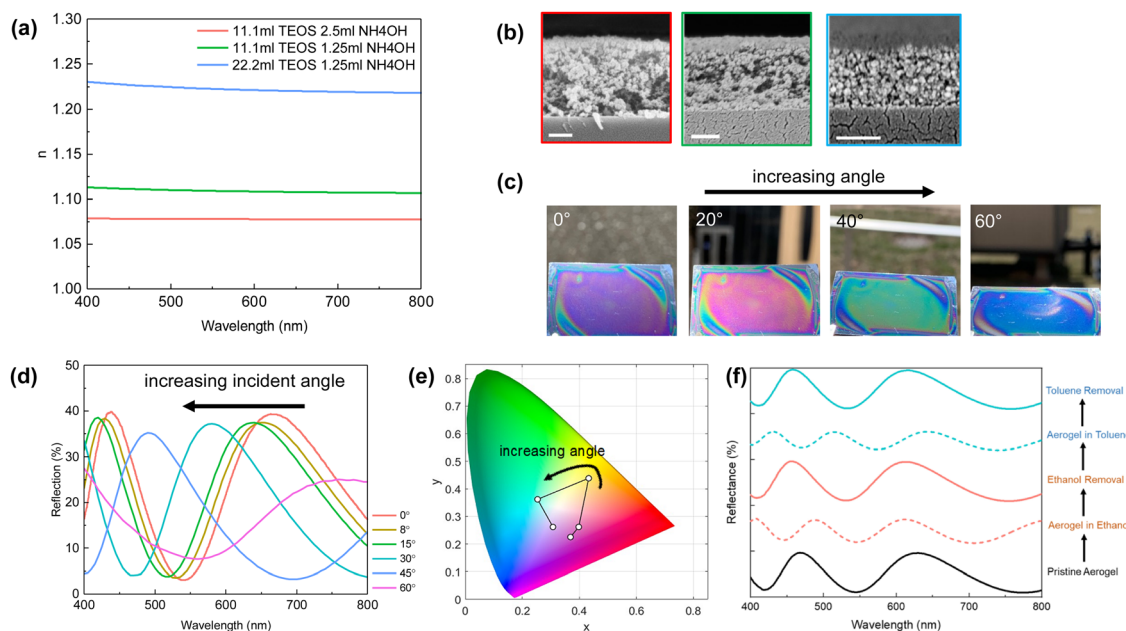 (a)
1.30
1.25
1.20
1.15
1.10
1.05
1.00
n
400 500 600 700 800
Wavelength (nm)
11.1ml TEOS 2.5ml NH4OH
11.1ml TEOS 1.25ml NH4OH
22.2ml TEOS 1.25ml NH4OH
(b)
(c)
increasing angle
0° 20° 40° 60°
(d)
50
40
30
20
10
0
Reflection (%)
increasing incident angle
400 500 600 700 800
Wavelength (nm)
0°
8°
15°
30°
45°
60°
(e)
0.8
0.7
0.6
0.5
0.4
0.3
0.2
0.1
0
y
increasing angle
0 0.2 0.4 0.6 0.8
x
(f)
Reflectance (%)
400 500 600 700 800
Wavelength (nm)
Toluene Removal
Aerogel in Toluene
Ethanol Removal
Aerogel in Ethano
Pristine Aerogel